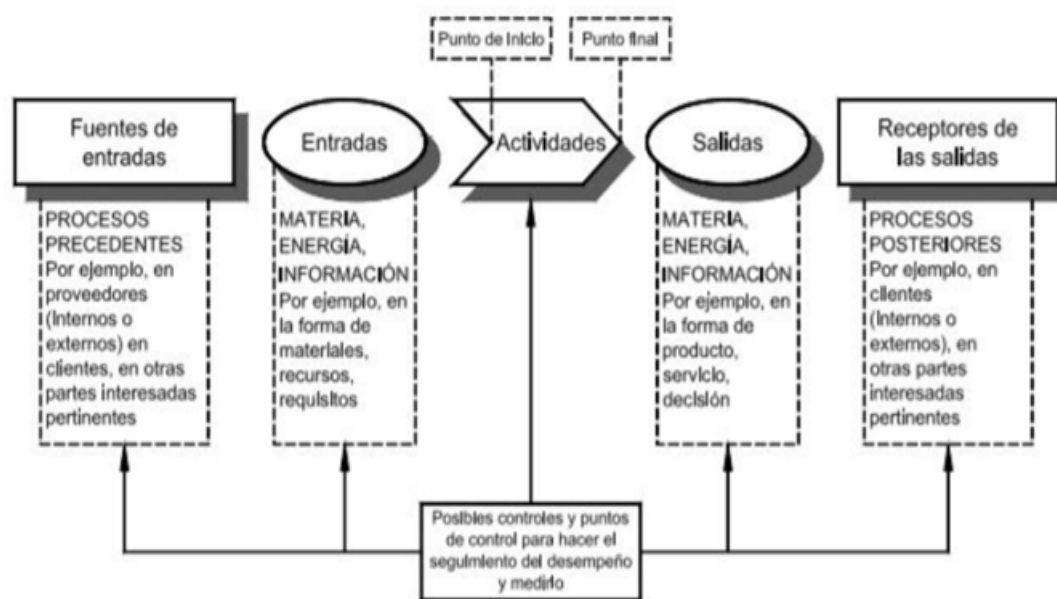 Punto de inicio
Punto final
Fuentes de
entradas
Entradas
Actividades
Salidas
Receptores de
las salidas
PROCESOS
PRECEDENTES
Por ejemplo, en
proveedores
(internos o
externos) en
clientes, en otras
partes interesadas
pertinentes
MATERIA,
ENERGÍA,
INFORMACIÓN
Por ejemplo, en
la forma de
materiales,
recursos,
requisitos
MATERIA,
ENERGÍA,
INFORMACIÓN
Por ejemplo, en
la forma de
producto,
servicio,
decisión
PROCESOS
POSTERIORES
Por ejemplo, en
clientes
(internos o
externos), en
otras partes
interesadas
pertinentes
Posibles controles y puntos
de control para hacer el
seguimiento del desempeño
y medirlo